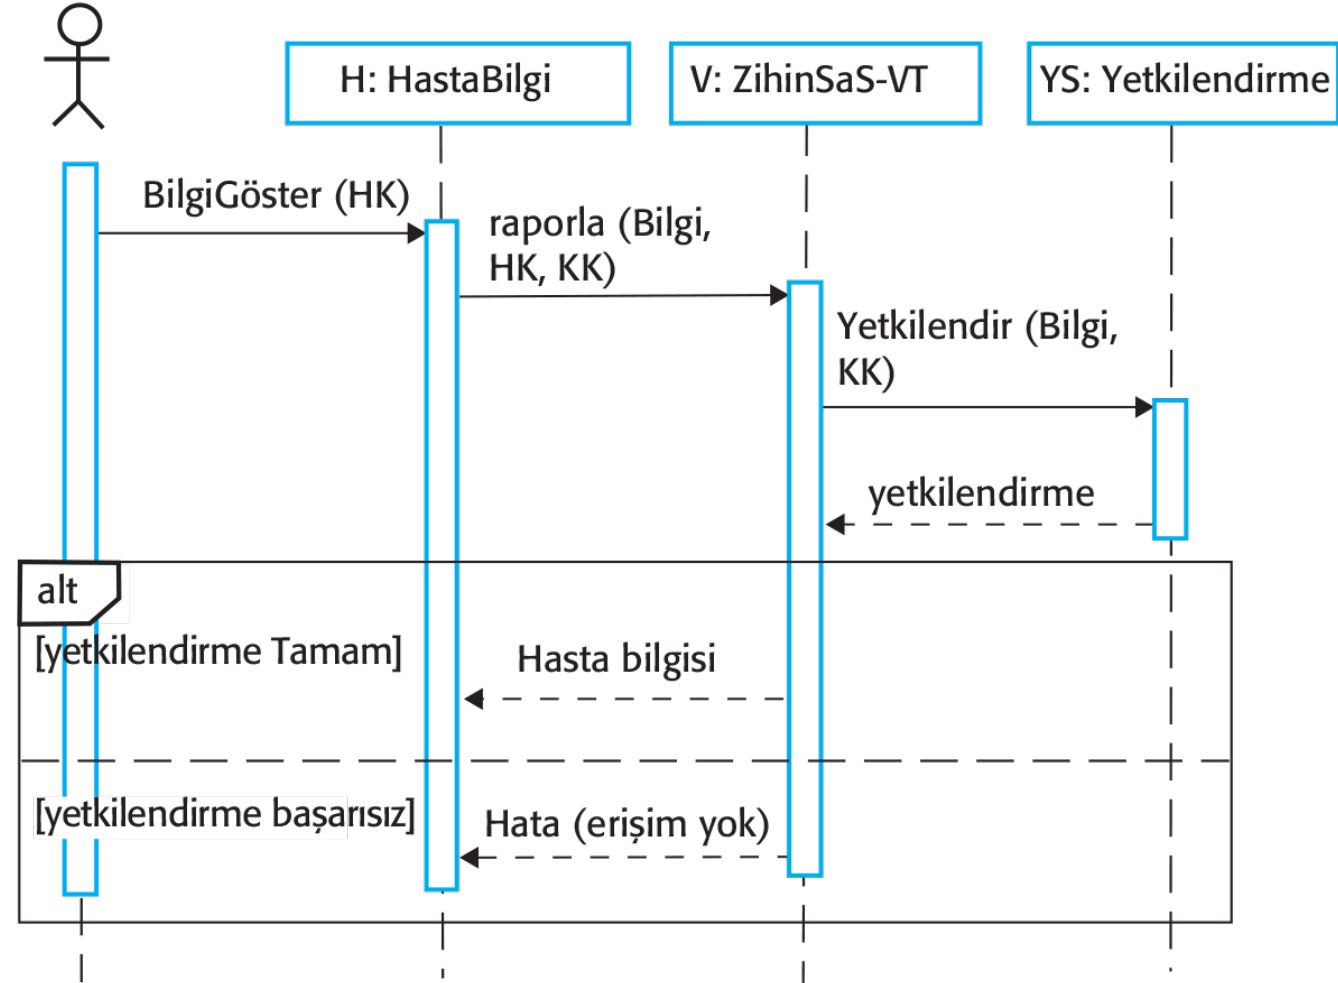 H: HastaBilgi
V: ZihinSaS-VT
YS: Yetkilendirme
BilgiGöster (HK)
raporla (Bilgi,
HK, KK)
Yetkilendir (Bilgi,
KK)
yetkilendirme
alt
[yetkilendirme Tamam]
Hasta bilgisi
[yetkilendirme başarısız]
Hata (erişim yok)